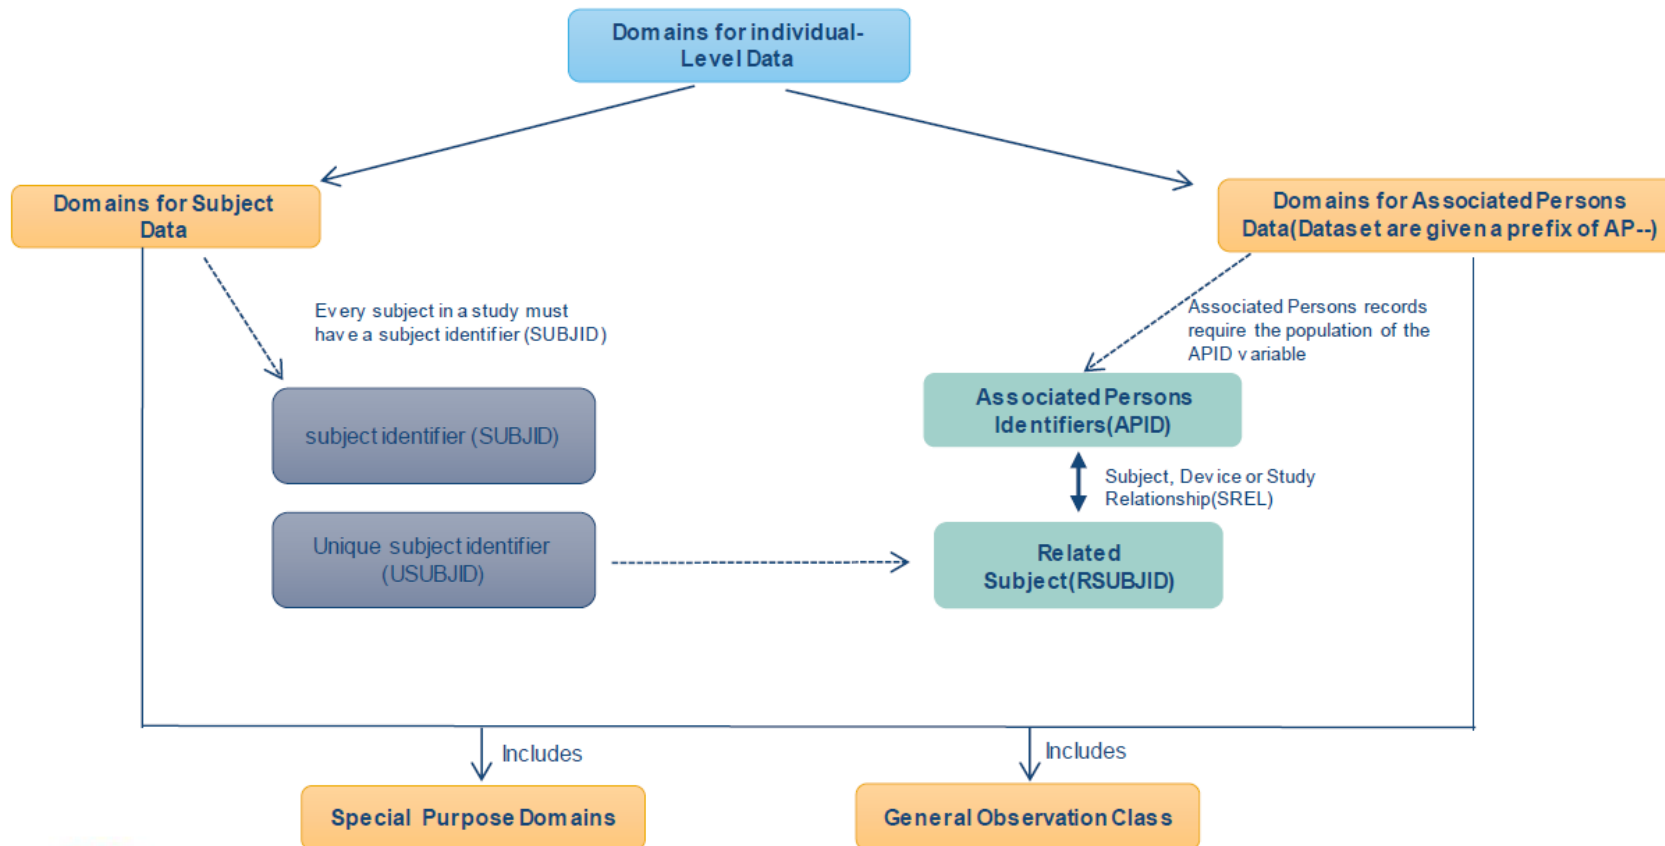 Domains for individual-
Level Data
Domains for Subject
Data
Domains for Associated Persons
Data(Dataset are given a prefix of AP--)
Every subject in a study must
have a subject identifier (SUBJID)
Associated Persons records
require the population of the
APID variable
subject identifier (SUBJID)
Associated Persons
Identifiers(APID)
Subject, Device or Study
Relationship(SREL)
Unique subject identifier
(USUBJID)
Related
Subject(RSUBJID)
Includes
Includes
Special Purpose Domains
General Observation Class